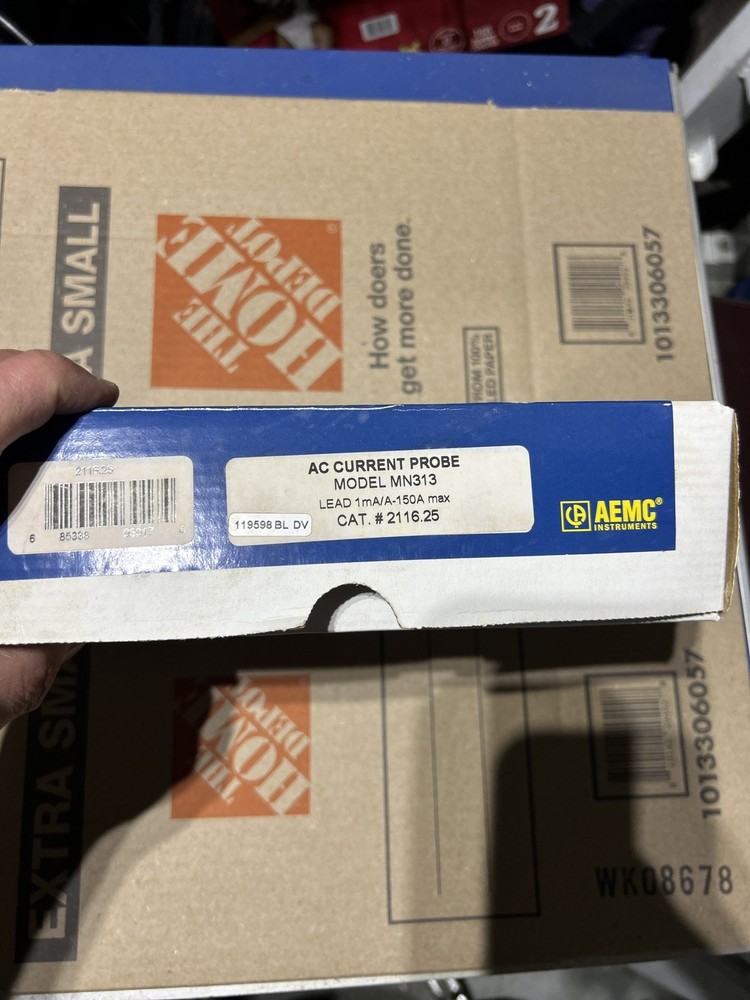 2
EXTRA SMALL
THE
HOME
DEPOT
How doers
get more done.
1013306057
2116.25
AC CURRENT PROBE
MODEL MN313
LEAD 1mA/A-150A max
CAT. # 2116.25
119598 BL DV
AEMC®
INSTRUMENTS
6 85338
EXTRA SMA
THE
HOME
DEPOT
1013306057
WK08678